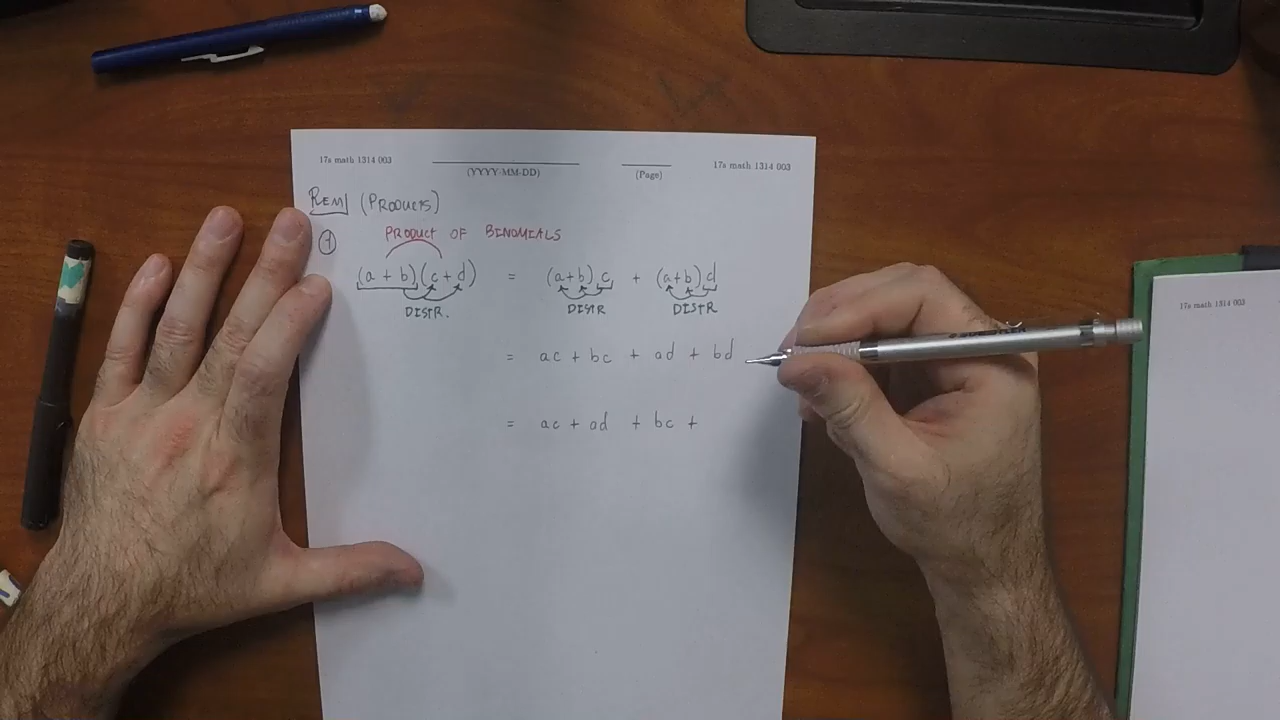 17s math 1314 003 (YYYY-MM-DD) (Page) 17s math 1314 003
REM (PRODUCTS)
1 PRODUCT OF BINOMIALS
(a + b)(c + d) = (a+b) c + (a+b) d
DISTR. DISTR DISTR
= ac + bc + ad + bd
= ac + ad + bc +
17s math 1314 003